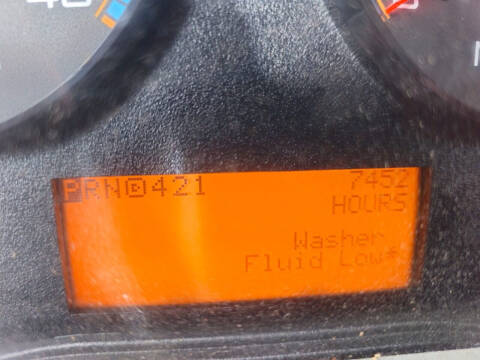 PRND421 7452
HOURS
Washer
Fluid Low*